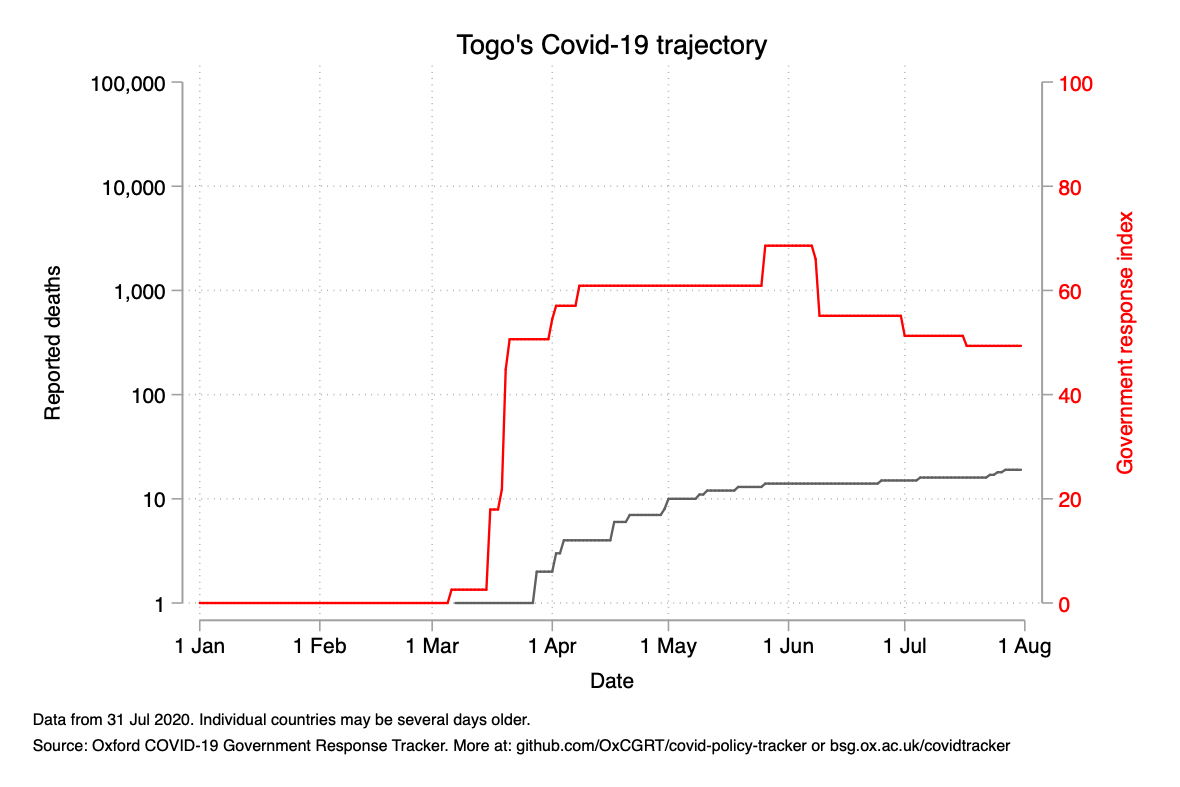 Togo's Covid-19 trajectory
100,000
10,000
1,000
100
10
1
Reported deaths
100
80
60
40
20
0
Government response index
1 Jan
1 Feb
1 Mar
1 Apr
1 May
1 Jun
1 Jul
1 Aug
Date
Data from 31 Jul 2020. Individual countries may be several days older.
Source: Oxford COVID-19 Government Response Tracker. More at: github.com/OxCGRT/covid-policy-tracker or bsg.ox.ac.uk/covidtracker